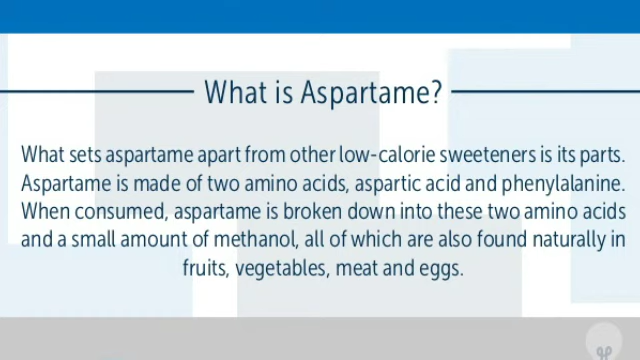 What is Aspartame?
What sets aspartame apart from other low-calorie sweeteners is its parts.
Aspartame is made of two amino acids, aspartic acid and phenylalanine.
When consumed, aspartame is broken down into these two amino acids
and a small amount of methanol, all of which are also found naturally in
fruits, vegetables, meat and eggs.